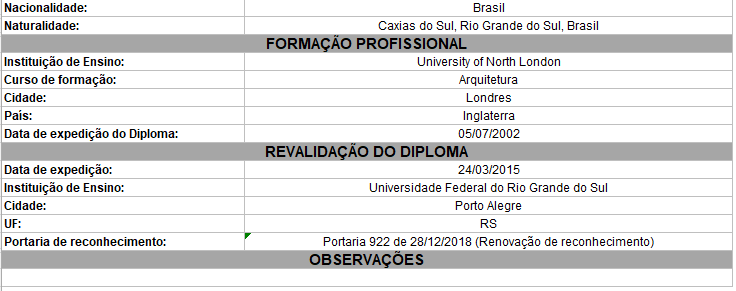 Nacionalidade: Brasil
Naturalidade: Caxias do Sul, Rio Grande do Sul, Brasil
FORMAÇÃO PROFISSIONAL
Instituição de Ensino: University of North London
Curso de formação: Arquitetura
Cidade: Londres
País: Inglaterra
Data de expedição do Diploma: 05/07/2002
REVALIDAÇÃO DO DIPLOMA
Data de expedição: 24/03/2015
Instituição de Ensino: Universidade Federal do Rio Grande do Sul
Cidade: Porto Alegre
UF: RS
Portaria de reconhecimento: Portaria 922 de 28/12/2018 (Renovação de reconhecimento)
OBSERVAÇÕES